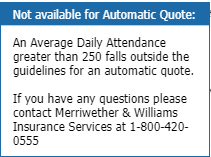 Not available for Automatic Quote:
An Average Daily Attendance
greater than 250 falls outside the
guidelines for an automatic quote.
If you have any questions please
contact Merriwether & Williams
Insurance Services at 1-800-420-
0555